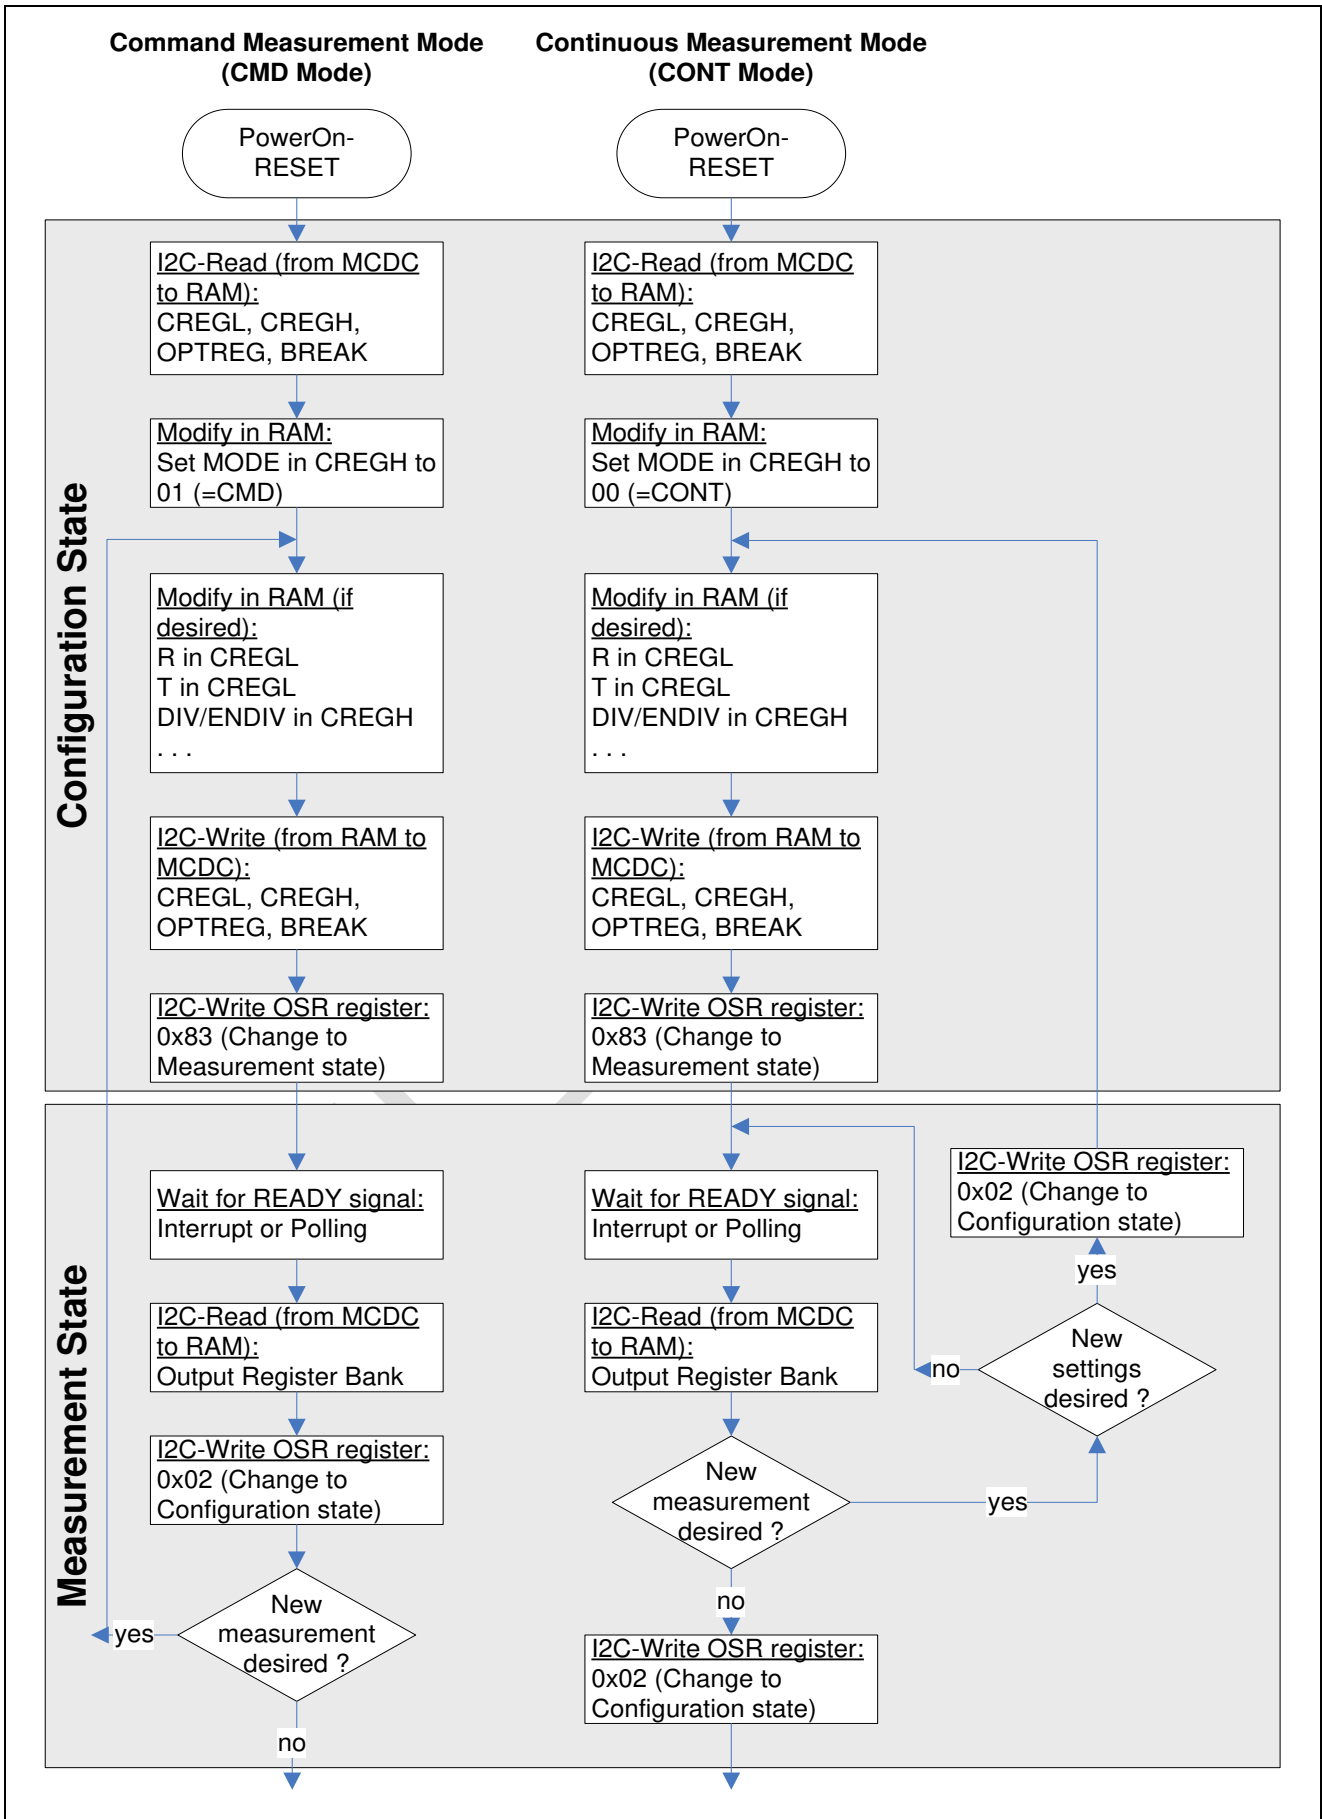 Command Measurement Mode
(CMD Mode)
Continuous Measurement Mode
(CONT Mode)
PowerOn-
RESET
PowerOn-
RESET
Configuration State
I2C-Read (from MCDC
to RAM):
CREGL, CREGH,
OPTREG, BREAK
I2C-Read (from MCDC
to RAM):
CREGL, CREGH,
OPTREG, BREAK
Modify in RAM:
Set MODE in CREGH to
01 (=CMD)
Modify in RAM:
Set MODE in CREGH to
00 (=CONT)
Modify in RAM (if
desired):
R in CREGL
T in CREGL
DIV/ENDIV in CREGH
. . .
Modify in RAM (if
desired):
R in CREGL
T in CREGL
DIV/ENDIV in CREGH
. . .
I2C-Write (from RAM to
MCDC):
CREGL, CREGH,
OPTREG, BREAK
I2C-Write (from RAM to
MCDC):
CREGL, CREGH,
OPTREG, BREAK
I2C-Write OSR register:
0x83 (Change to
Measurement state)
I2C-Write OSR register:
0x83 (Change to
Measurement state)
Measurement State
Wait for READY signal:
Interrupt or Polling
Wait for READY signal:
Interrupt or Polling
I2C-Write OSR register:
0x02 (Change to
Configuration state)
yes
I2C-Read (from MCDC
to RAM):
Output Register Bank
I2C-Read (from MCDC
to RAM):
Output Register Bank
no
New
settings
desired ?
I2C-Write OSR register:
0x02 (Change to
Configuration state)
New
measurement
desired ?
yes
no
yes
New
measurement
desired ?
I2C-Write OSR register:
0x02 (Change to
Configuration state)
no